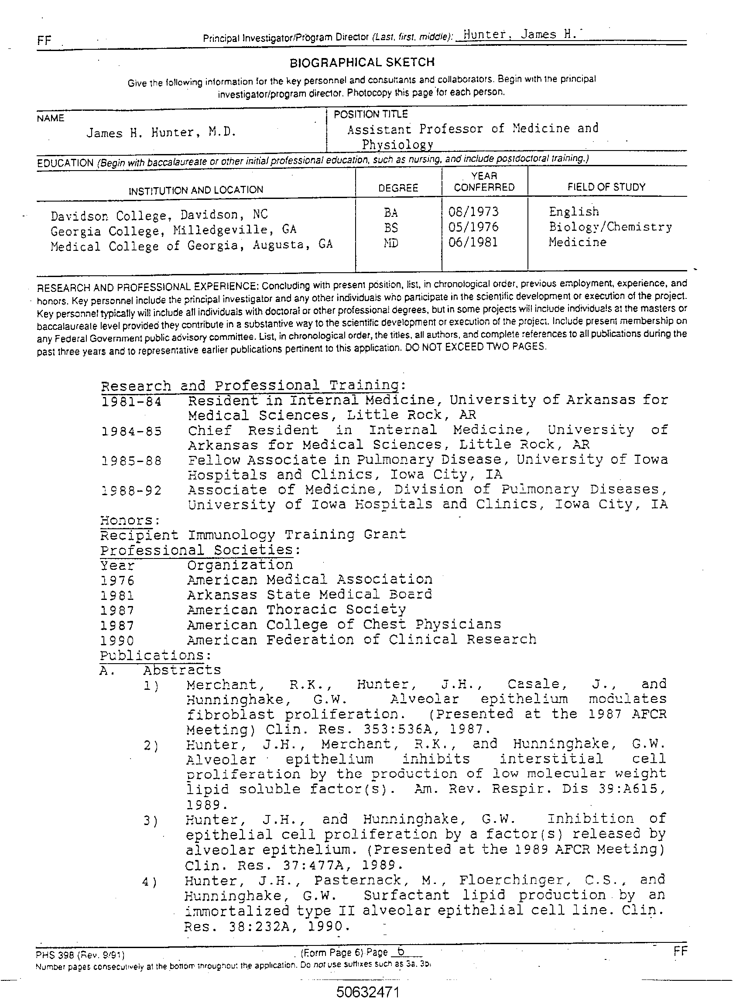 FF Principal Investigator/Program Director (Last, first, middle): Hunter, James H.
BIOGRAPHICAL SKETCH
Give the following information for the key personnel and consultants and collaborators. Begin with the principal
investigator/program director. Photocopy this page for each person.
NAME POSITION TITLE
James H. Hunter, M.D. Assistant Professor of Medicine and
Physiology
EDUCATION (Begin with baccalaureate or other initial professional education, such as nursing, and include postdoctoral training.)
INSTITUTION AND LOCATION DEGREE YEAR CONFERRED FIELD OF STUDY
Davidson College, Davidson, NC BA 08/1973 English
Georgia College, Milledgeville, GA BS 05/1976 Biology/Chemistry
Medical College of Georgia, Augusta, GA MD 06/1981 Medicine
RESEARCH AND PROFESSIONAL EXPERIENCE: Concluding with present position, list, in chronological order, previous employment, experience, and
honors. Key personnel include the principal investigator and any other individuals who participate in the scientific development or execution of the project.
Key personnel typically will include all individuals with doctoral or other professional degrees, but in some projects will include individuals at the masters or
baccalaureate level provided they contribute in a substantive way to the scientific development or execution of the project. Include present membership on
any Federal Government public advisory committee. List, in chronological order, the titles, all authors, and complete references to all publications during the
past three years and to representative earlier publications pertinent to this application. DO NOT EXCEED TWO PAGES.
Research and Professional Training:
1981-84 Resident in Internal Medicine, University of Arkansas for
Medical Sciences, Little Rock, AR
1984-85 Chief Resident in Internal Medicine, University of
Arkansas for Medical Sciences, Little Rock, AR
1985-88 Fellow Associate in Pulmonary Disease, University of Iowa
Hospitals and Clinics, Iowa City, IA
1988-92 Associate of Medicine, Division of Pulmonary Diseases,
University of Iowa Hospitals and Clinics, Iowa City, IA
Honors:
Recipient Immunology Training Grant
Professional Societies:
Year Organization
1976 American Medical Association
1981 Arkansas State Medical Board
1987 American Thoracic Society
1987 American College of Chest Physicians
1990 American Federation of Clinical Research
Publications:
A. Abstracts
1) Merchant, R.K., Hunter, J.H., Casale, J., and
Hunninghake, G.W. Alveolar epithelium modulates
fibroblast proliferation. (Presented at the 1987 AFCR
Meeting) Clin. Res. 353:536A, 1987.
2) Hunter, J.H., Merchant, R.K., and Hunninghake, G.W.
Alveolar epithelium inhibits interstitial cell
proliferation by the production of low molecular weight
lipid soluble factor(s). Am. Rev. Respir. Dis 39:A615,
1989.
3) Hunter, J.H., and Hunninghake, G.W. Inhibition of
epithelial cell proliferation by a factor(s) released by
alveolar epithelium. (Presented at the 1989 AFCR Meeting)
Clin. Res. 37:477A, 1989.
4) Hunter, J.H., Pasternack, M., Floerchinger, C.S., and
Hunninghake, G.W. Surfactant lipid production by an
immortalized type II alveolar epithelial cell line. Clin.
Res. 38:232A, 1990.
PHS 398 (Rev. 9/91) (Form Page 6) Page 6 FF
Number pages consecutively at the bottom throughout the application. Do not use suffixes such as 3a, 3b.
50632471